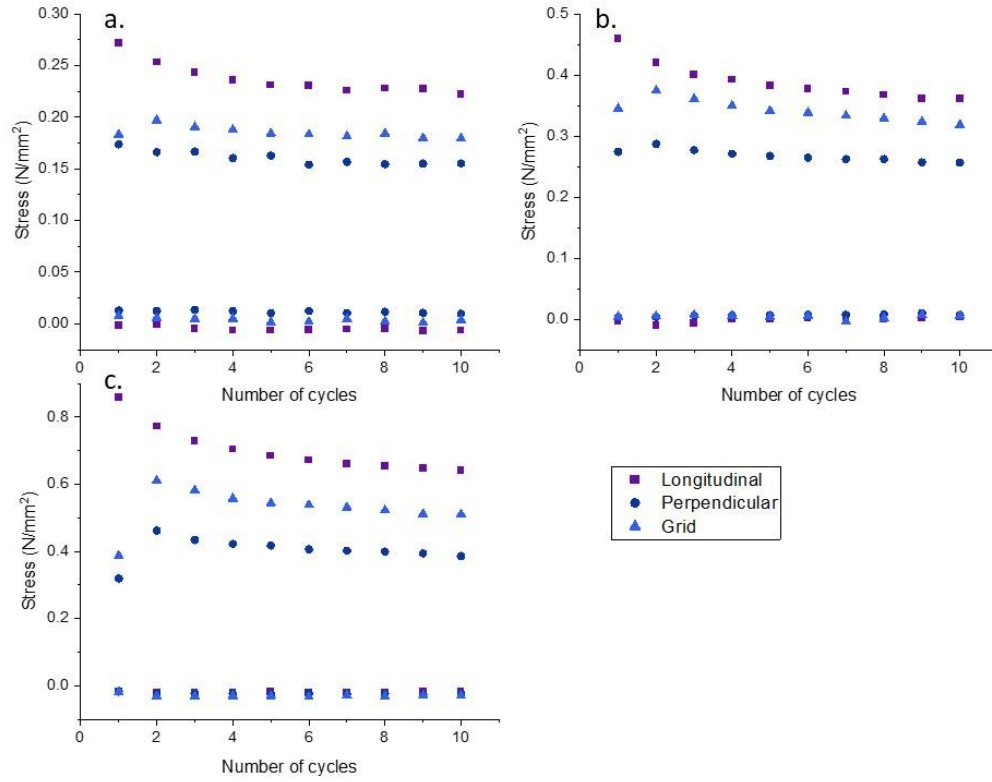 a.
0.30
0.25
0.20
0.15
0.10
0.05
0.00
Stress (N/mm²)
0 2 4 6 8 10
Number of cycles
b.
0.5
0.4
0.3
0.2
0.1
0.0
Stress (N/mm²)
0 2 4 6 8 10
Number of cycles
c.
0.8
0.6
0.4
0.2
0.0
Stress (N/mm²)
0 2 4 6 8 10
Number of cycles
Longitudinal
Perpendicular
Grid